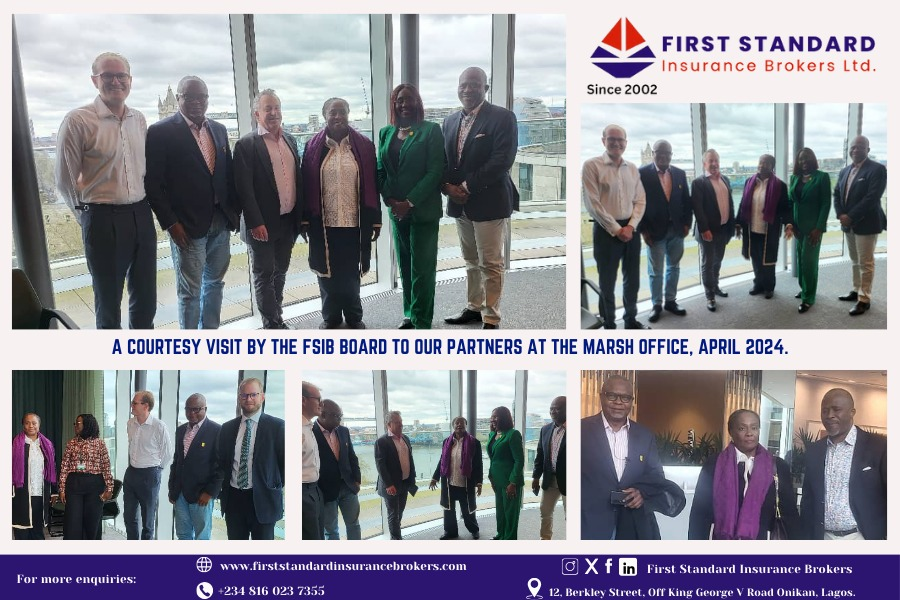 FIRST STANDARD
Insurance Brokers Ltd.
Since 2002
A COURTESY VISIT BY THE FSIB BOARD TO OUR PARTNERS AT THE MARSH OFFICE, APRIL 2024.
For more enquiries:
www.firststandardinsurancebrokers.com
+234 816 023 7355
First Standard Insurance Brokers
12, Berkley Street, Off King George V Road Onikan, Lagos.